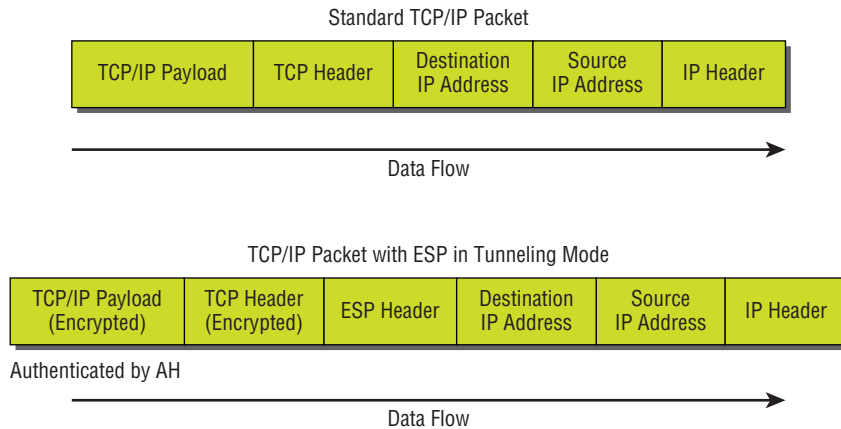 Standard TCP/IP Packet
TCP/IP Payload
TCP Header
Destination
IP Address
Source
IP Address
IP Header
Data Flow
TCP/IP Packet with ESP in Tunneling Mode
TCP/IP Payload
(Encrypted)
TCP Header
(Encrypted)
ESP Header
Destination
IP Address
Source
IP Address
IP Header
Authenticated by AH
Data Flow